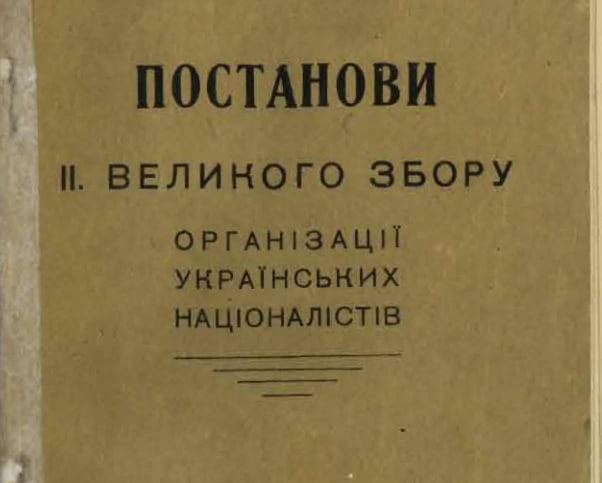 ПОСТАНОВИ
II. ВЕЛИКОГО ЗБОРУ
ОРГАНІЗАЦІЇ
УКРАЇНСЬКИХ
НАЦІОНАЛІСТІВ